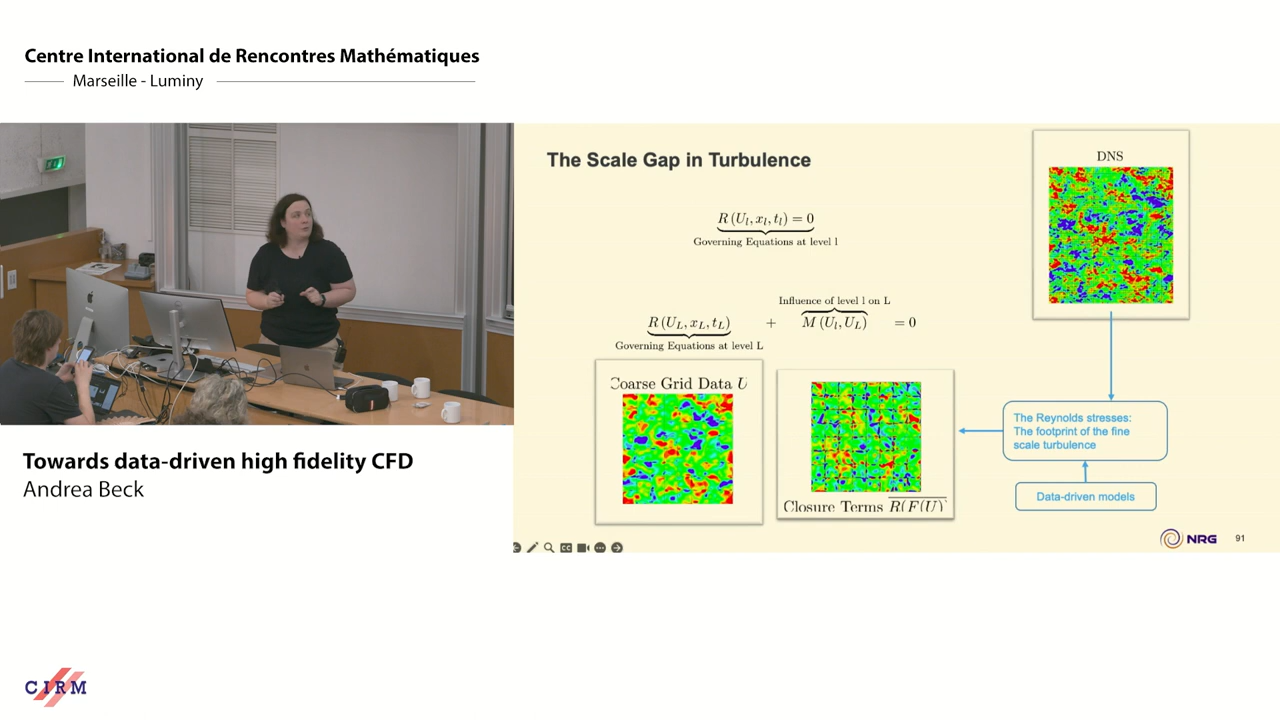 Centre International de Rencontres Mathématiques
Marseille - Luminy
The Scale Gap in Turbulence
DNS
R (U_l, x_l, t_l) = 0
Governing Equations at level l
Influence of level l on L
R (U_L, x_L, t_L) + M (U_l, U_L) = 0
Governing Equations at level L
Coarse Grid Data U
Closure Terms R(F(U)
The Reynolds stresses:
The footprint of the fine
scale turbulence
Data-driven models
NRG
91
Towards data-driven high fidelity CFD
Andrea Beck
CIRM